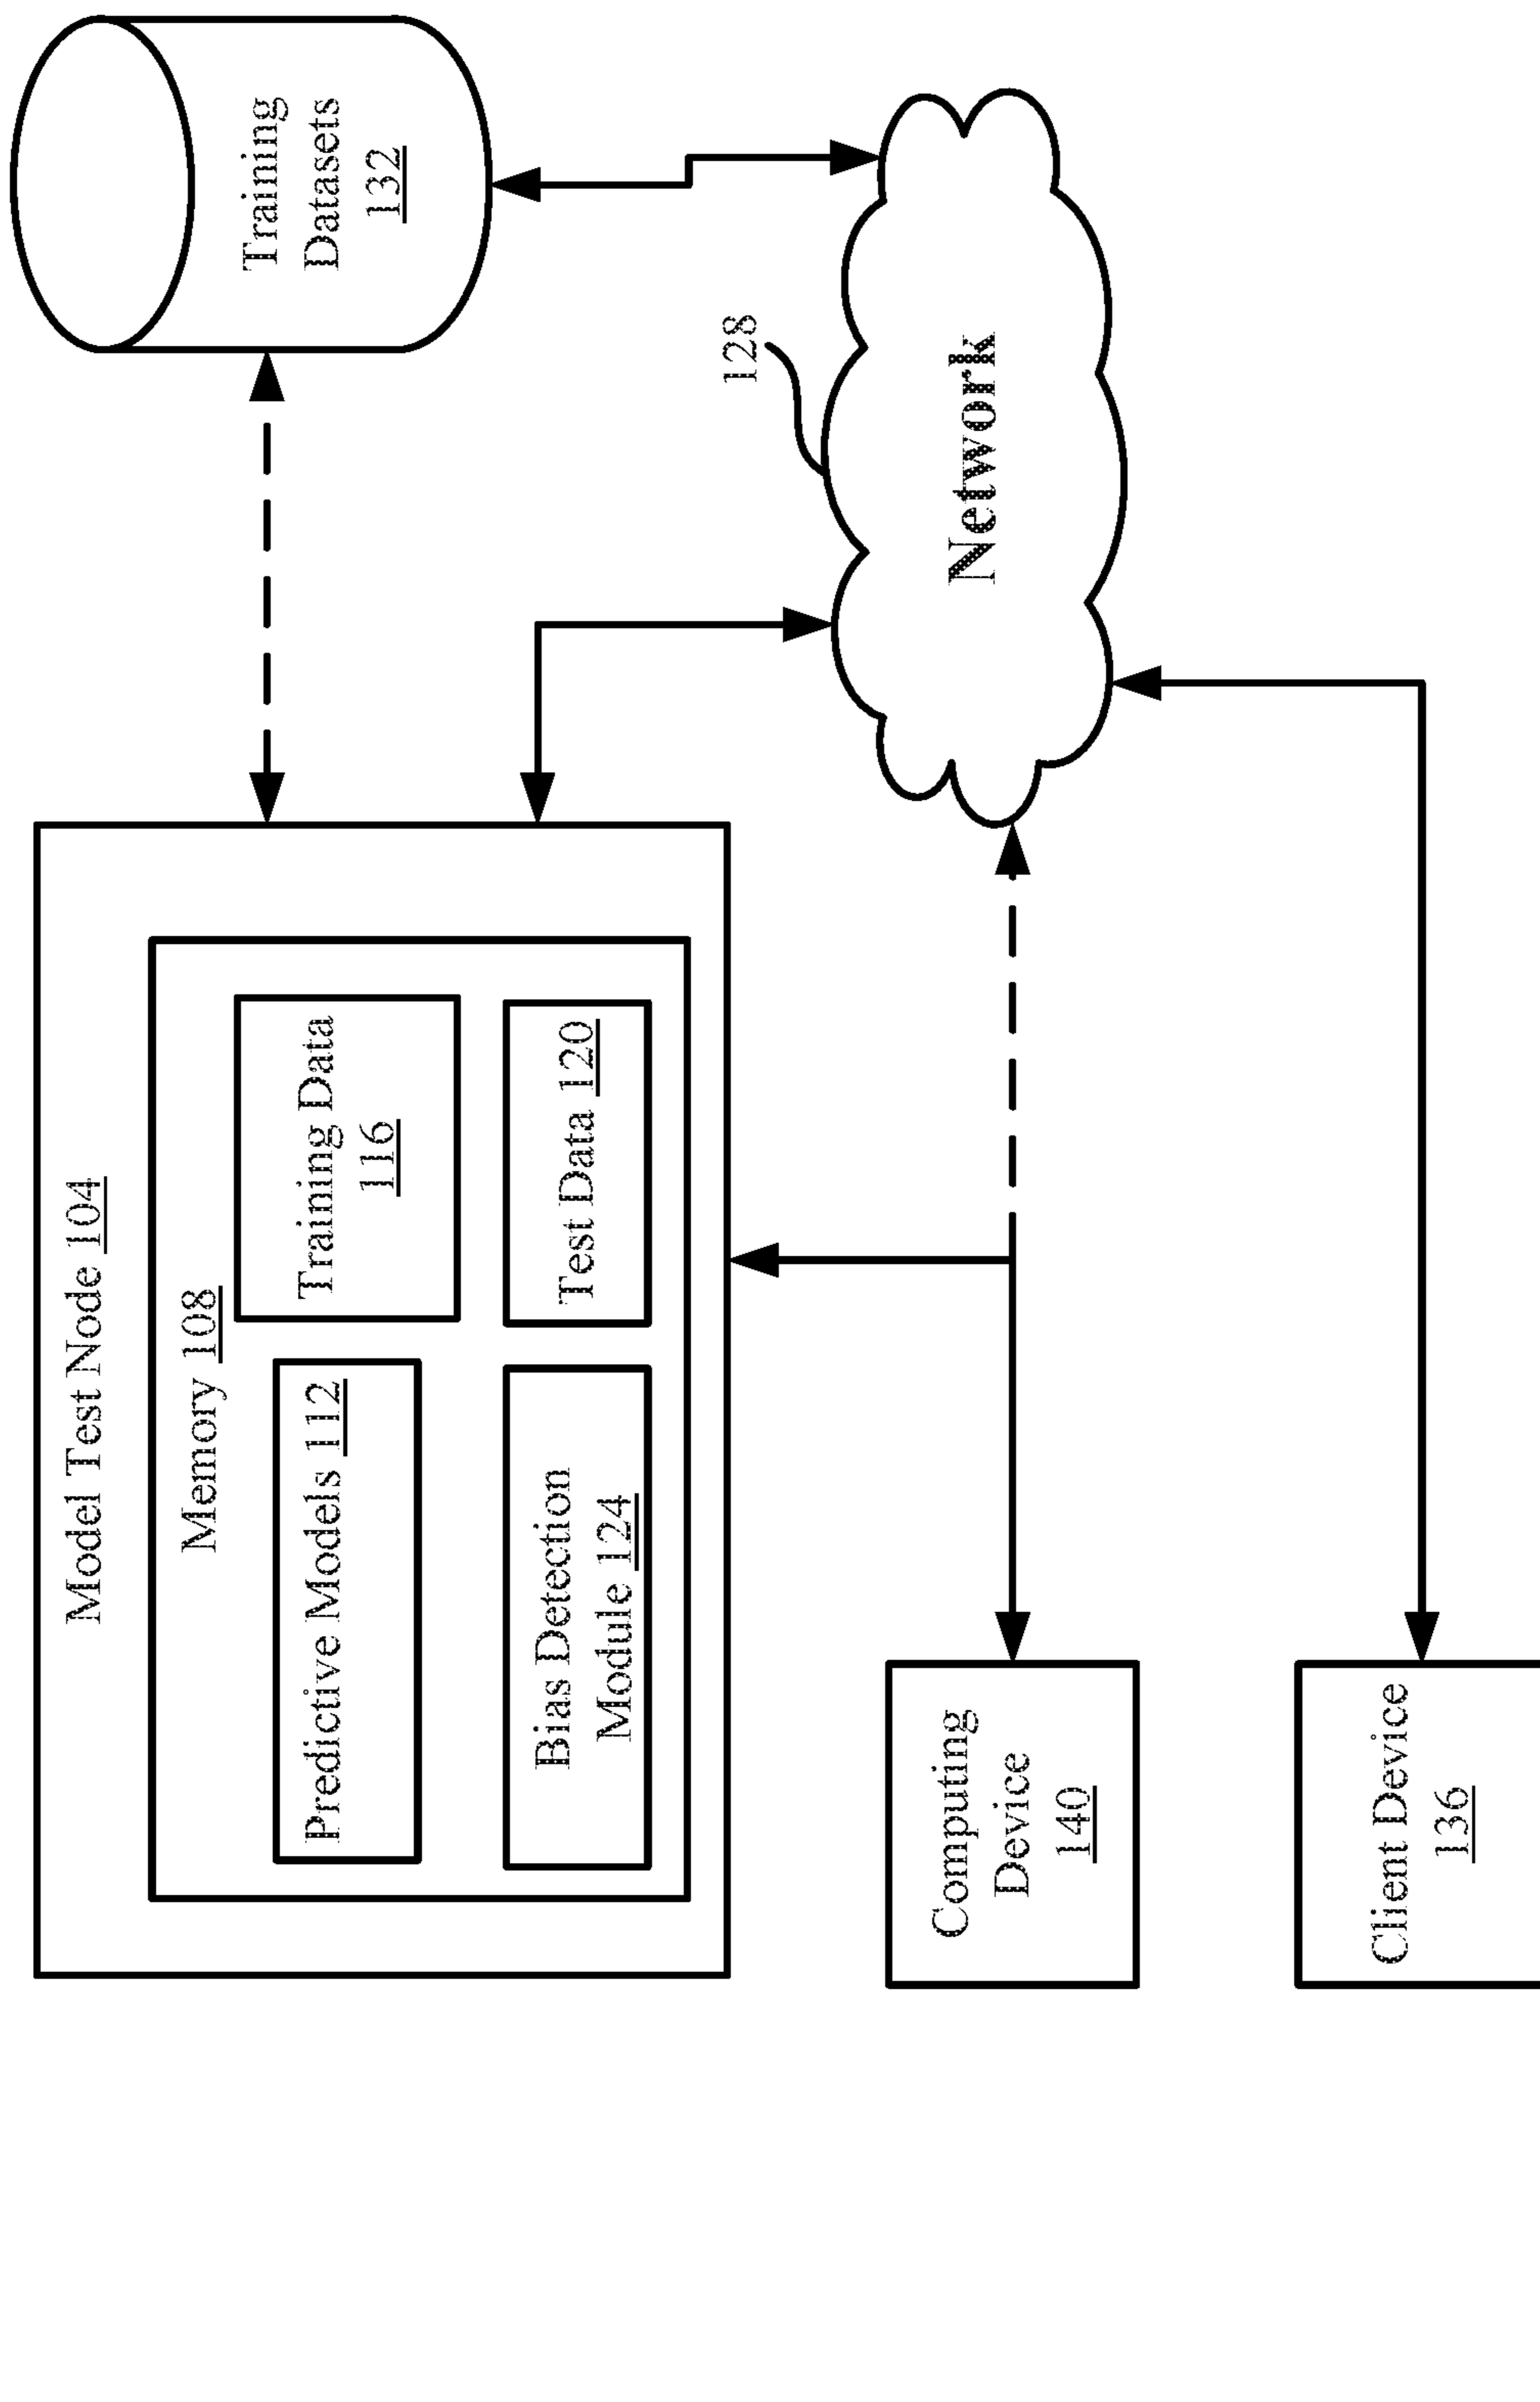 Model Test Node 104
Memory 108
Predictive Models 112
Training Data
116
Bias Detection
Module 124
Test Data 120
Training
Datasets
132
128
Network
Computing
Device
140
Client Device
136